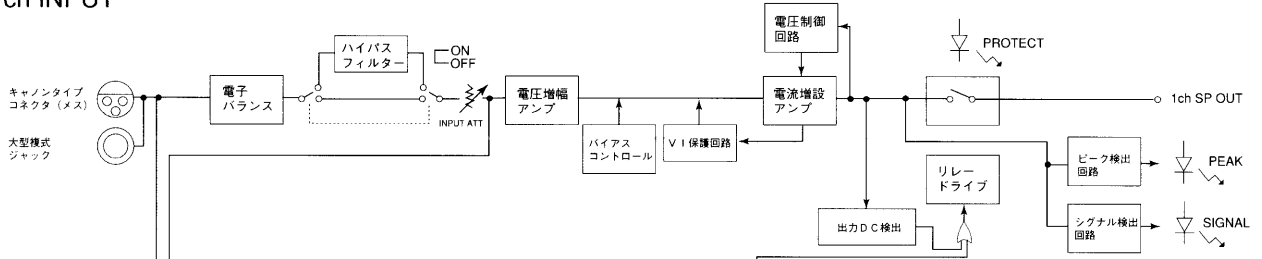 ch INPUT
キャノンタイプ
コネクタ（メス）
大型複式
ジャック
電子
バランス
ハイパス
フィルター
ON
OFF
INPUT ATT
電圧増幅
アンプ
バイアス
コントロール
ＶＩ保護回路
電圧制御
回路
電流増設
アンプ
PROTECT
1ch SP OUT
リレー
ドライブ
出力ＤＣ検出
ピーク検出
回路
PEAK
シグナル検出
回路
SIGNAL